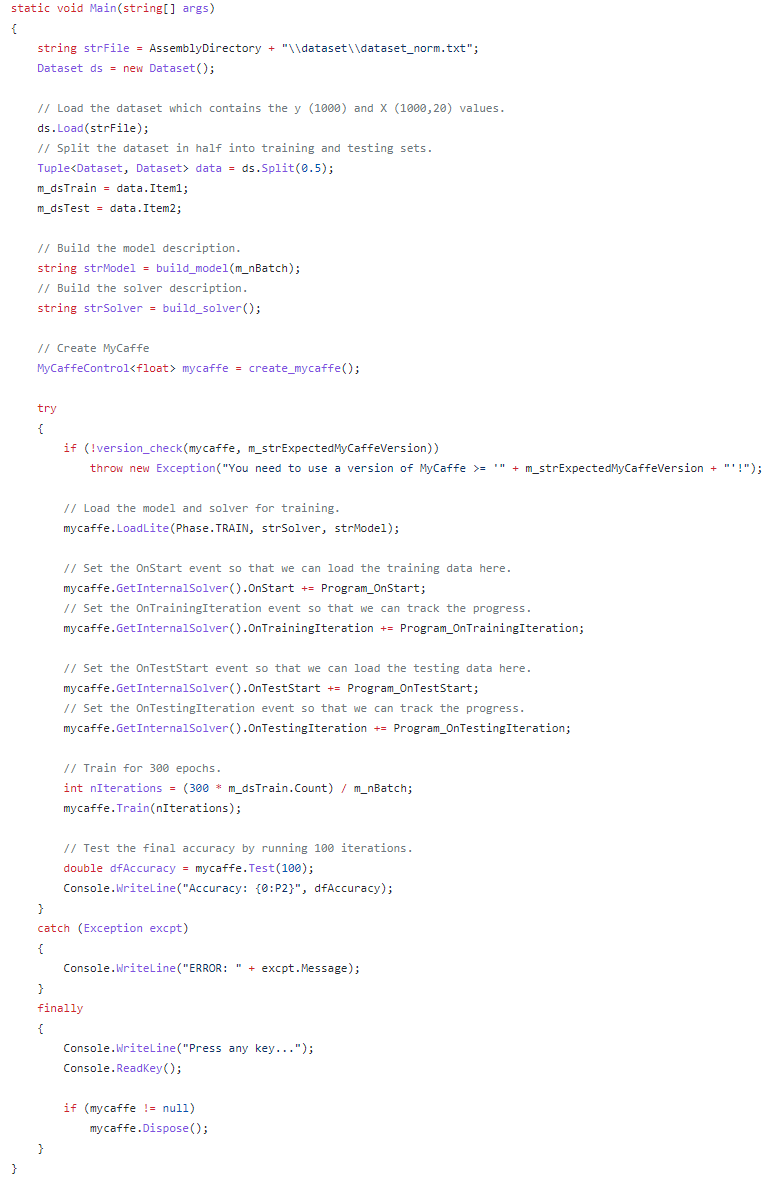 static void Main(string[] args)
{
    string strFile = AssemblyDirectory + "\\dataset\\dataset_norm.txt";
    Dataset ds = new Dataset();

    // Load the dataset which contains the y (1000) and X (1000,20) values.
    ds.Load(strFile);
    // Split the dataset in half into training and testing sets.
    Tuple<Dataset, Dataset> data = ds.Split(0.5);
    m_dsTrain = data.Item1;
    m_dsTest = data.Item2;

    // Build the model description.
    string strModel = build_model(m_nBatch);
    // Build the solver description.
    string strSolver = build_solver();

    // Create MyCaffe
    MyCaffeControl<float> mycaffe = create_mycaffe();

    try
    {
        if (!version_check(mycaffe, m_strExpectedMyCaffeVersion))
            throw new Exception("You need to use a version of MyCaffe >= '" + m_strExpectedMyCaffeVersion + "'!");

        // Load the model and solver for training.
        mycaffe.LoadLite(Phase.TRAIN, strSolver, strModel);

        // Set the OnStart event so that we can load the training data here.
        mycaffe.GetInternalSolver().OnStart += Program_OnStart;
        // Set the OnTrainingIteration event so that we can track the progress.
        mycaffe.GetInternalSolver().OnTrainingIteration += Program_OnTrainingIteration;

        // Set the OnTestStart event so that we can load the testing data here.
        mycaffe.GetInternalSolver().OnTestStart += Program_OnTestStart;
        // Set the OnTestingIteration event so that we can track the progress.
        mycaffe.GetInternalSolver().OnTestingIteration += Program_OnTestingIteration;

        // Train for 300 epochs.
        int nIterations = (300 * m_dsTrain.Count) / m_nBatch;
        mycaffe.Train(nIterations);

        // Test the final accuracy by running 100 iterations.
        double dfAccuracy = mycaffe.Test(100);
        Console.WriteLine("Accuracy: {0:P2}", dfAccuracy);
    }
    catch (Exception excpt)
    {
        Console.WriteLine("ERROR: " + excpt.Message);
    }
    finally
    {
        Console.WriteLine("Press any key...");
        Console.ReadKey();

        if (mycaffe != null)
            mycaffe.Dispose();
    }
}